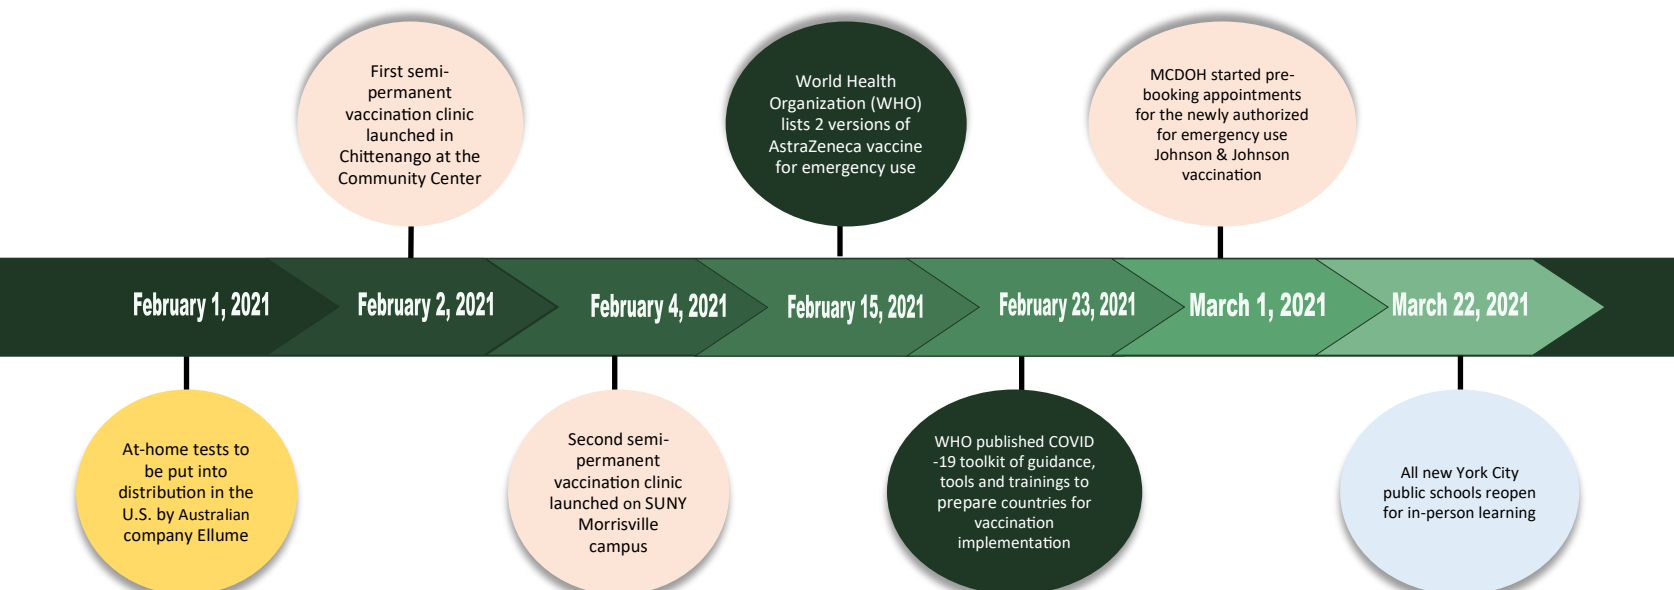 First semi-
permanent
vaccination clinic
launched in
Chittenango at the
Community Center
World Health
Organization (WHO)
lists 2 versions of
AstraZeneca vaccine
for emergency use
MCDOH started pre-
booking appointments
for the newly authorized
for emergency use
Johnson & Johnson
vaccination
February 1, 2021
February 2, 2021
February 4, 2021
February 15, 2021
February 23, 2021
March 1, 2021
March 22, 2021
At-home tests to
be put into
distribution in the
U.S. by Australian
company Ellume
Second semi-
permanent
vaccination clinic
launched on SUNY
Morrisville
campus
WHO published COVID
-19 toolkit of guidance,
tools and trainings to
prepare countries for
vaccination
implementation
All new York City
public schools reopen
for in-person learning